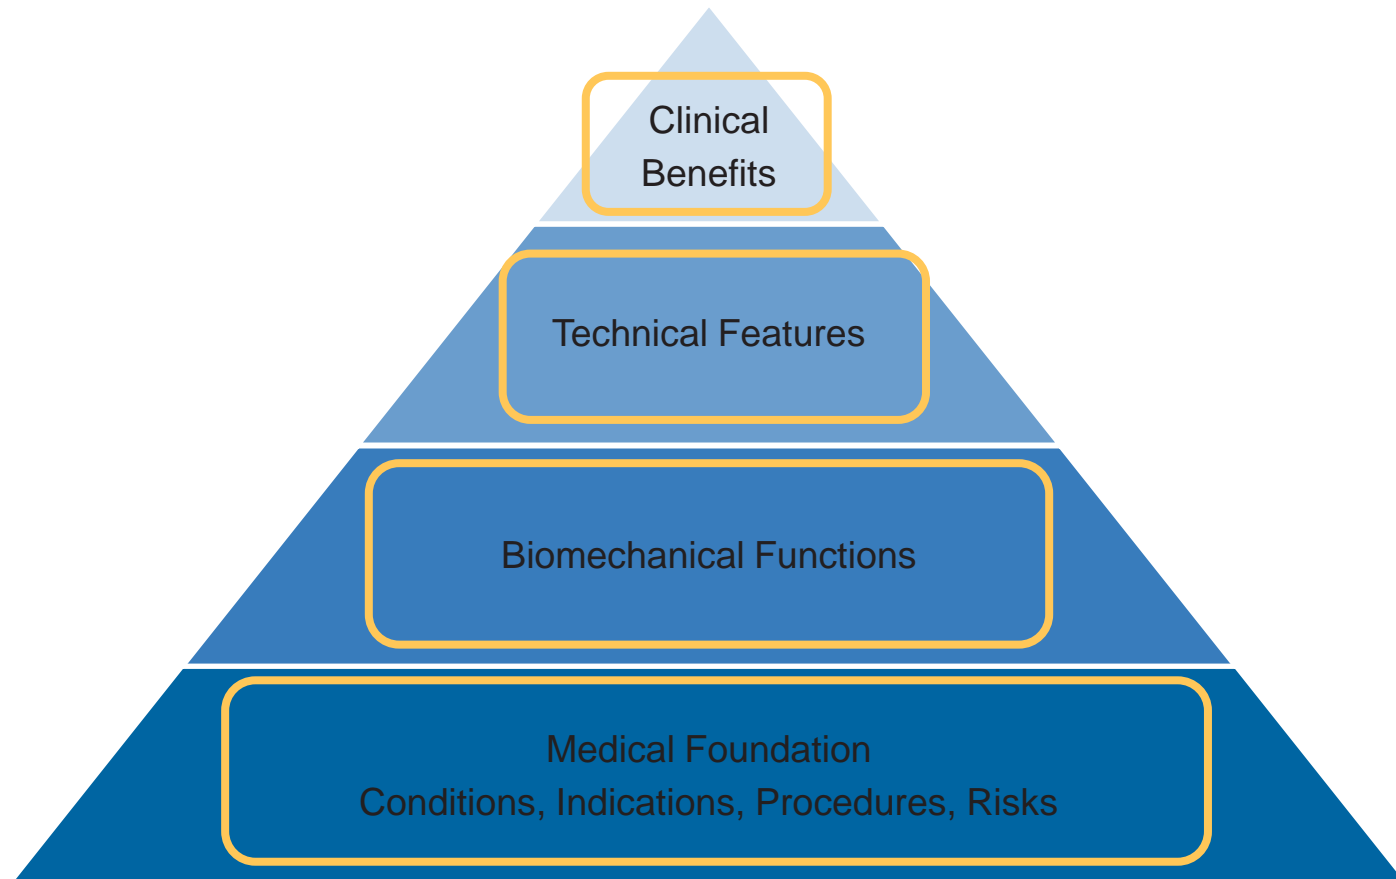 Clinical
Benefits
Technical Features
Biomechanical Functions
Medical Foundation
Conditions, Indications, Procedures, Risks